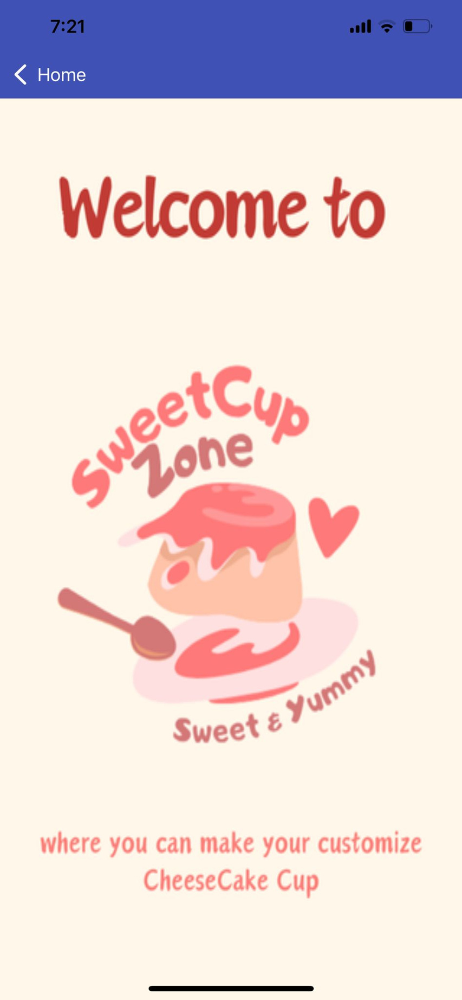 7:21
Home
Welcome to
SweetCup
Zone
Sweet & Yummy
where you can make your customize
CheeseCake Cup